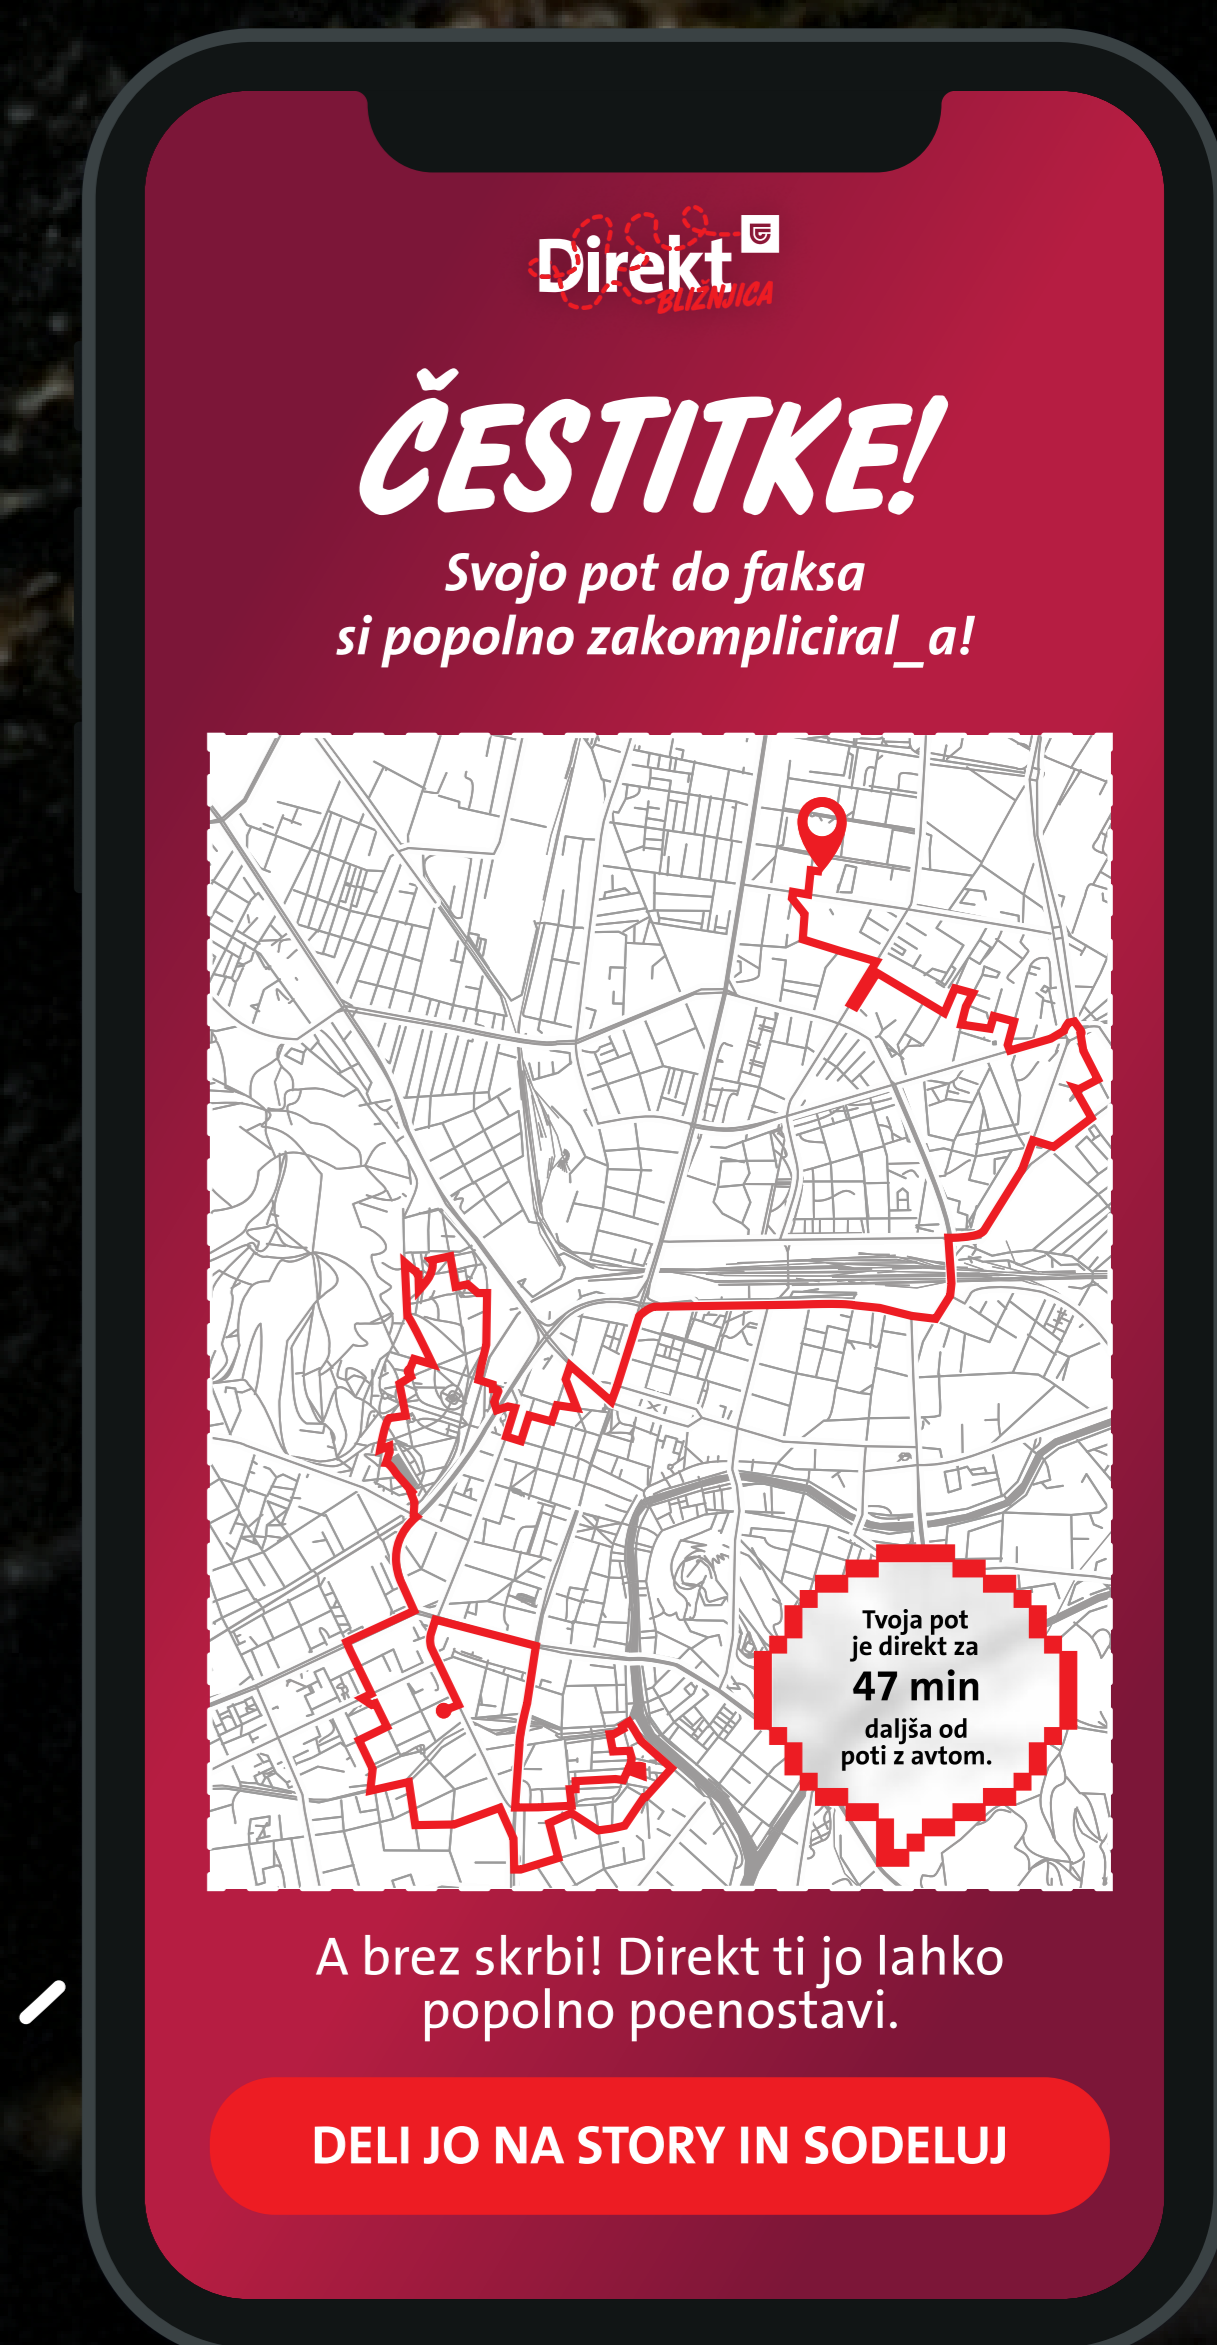 Direkt
BLIŽNJICA
ČESTITKE!
Svojo pot do faksa
si popolno zakompliciral_a!
Tvoja pot
je direkt za
47 min
daljša od
poti z avtom.
A brez skrbi! Direkt ti jo lahko
popolno poenostavi.
DELI JO NA STORY IN SODELUJ